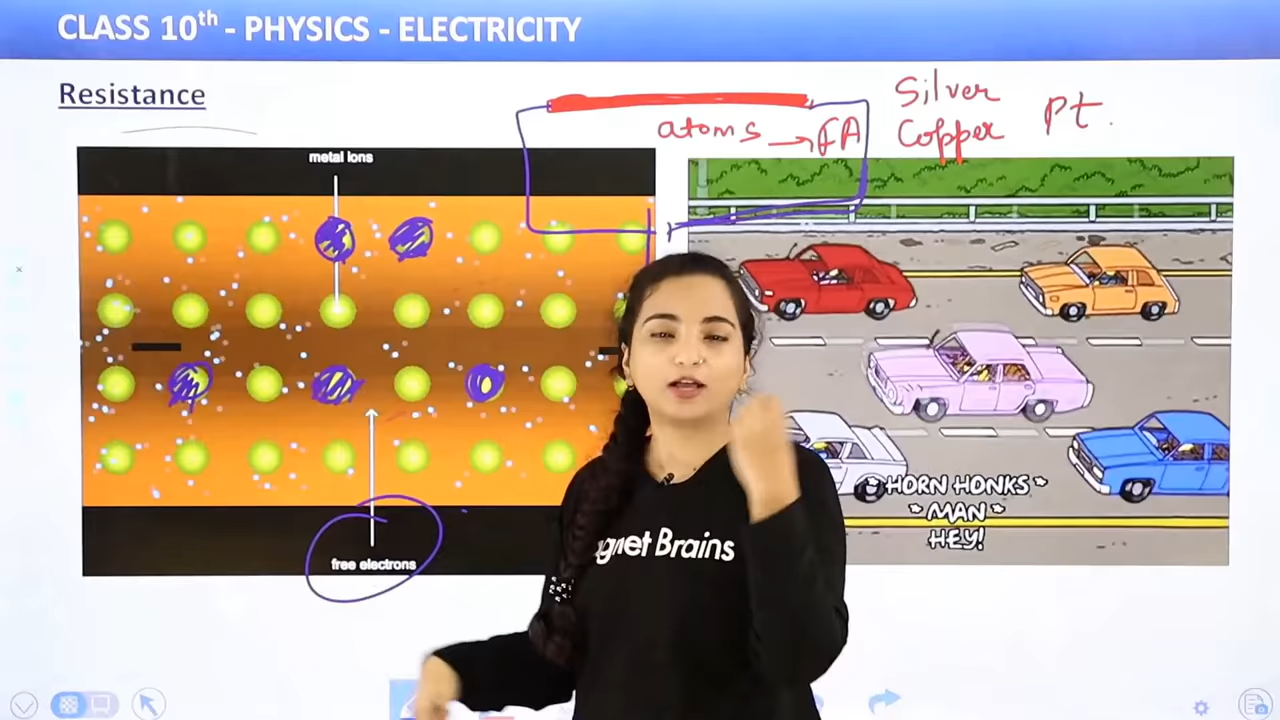 CLASS 10th - PHYSICS - ELECTRICITY
Resistance
Silver
Copper
Pt.
atoms → FA
metal ions
free electrons
*HORN HONKS*
*MAN*
HEY!
gnet Brains